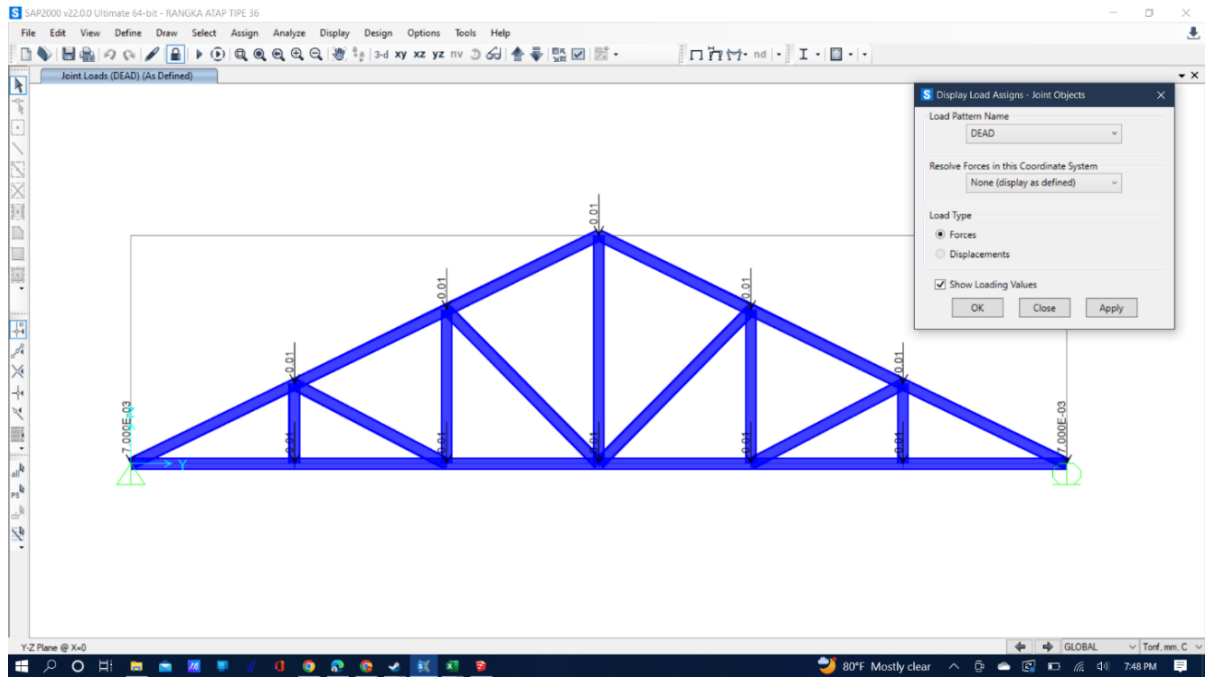 SAP2000 v22.0.0 Ultimate 64-bit - RANGKA ATAP TIPE 36
File Edit View Define Draw Select Assign Analyze Display Design Options Tools Help
3-d xy xz yz nv nd
Joint Loads (DEAD) (As Defined)
Display Load Assigns - Joint Objects
Load Pattern Name
DEAD
Resolve Forces in this Coordinate System
None (display as defined)
Load Type
Forces
Displacements
Show Loading Values
OK Close Apply
0.01
0.01
0.01
0.01
0.01
7.000E-03
0.01
0.01
0.01
0.01
0.01
7.000E-03
Y
all
PS
clr
Y-Z Plane @ X=0
GLOBAL
Tonf, mm, C
80°F Mostly clear
7:48 PM